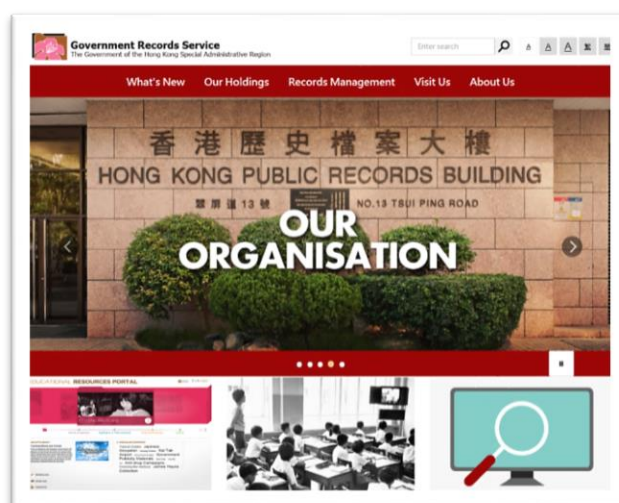 Government Records Service
The Government of the Hong Kong Special Administrative Region
Enter search
A A A
What's New Our Holdings Records Management Visit Us About Us
香港歷史檔案大樓
HONG KONG PUBLIC RECORDS BUILDING
翠屏道13號 NO.13 TSUI PING ROAD
OUR
ORGANISATION
EDUCATIONAL RESOURCES PORTAL